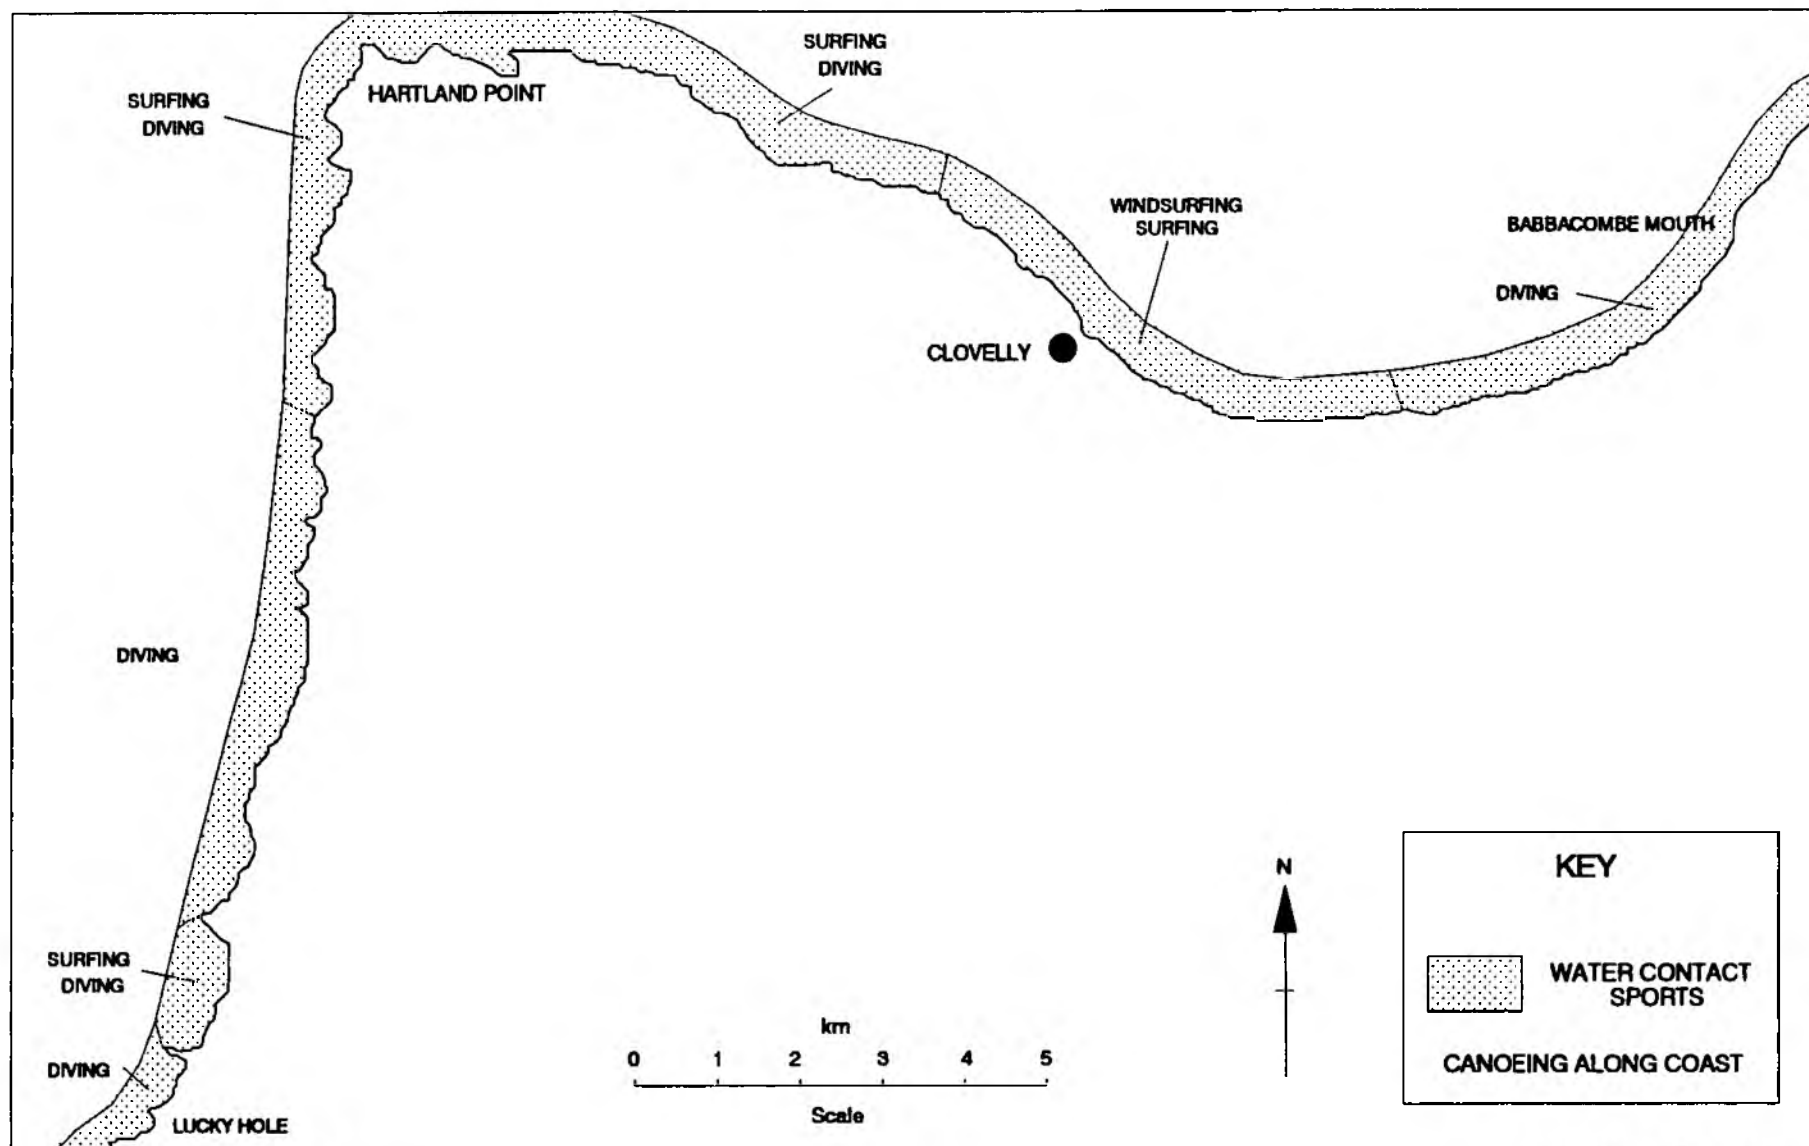 SURFING
DIVING
HARTLAND POINT
SURFING
DIVING
WINDSURFING
SURFING
BABBACOMBE MOUTH
DIVING
CLOVELLY
DIVING
SURFING
DIVING
DIVING
LUCKY HOLE
km
0 1 2 3 4 5
Scale
N
KEY
WATER CONTACT
SPORTS
CANOEING ALONG COAST